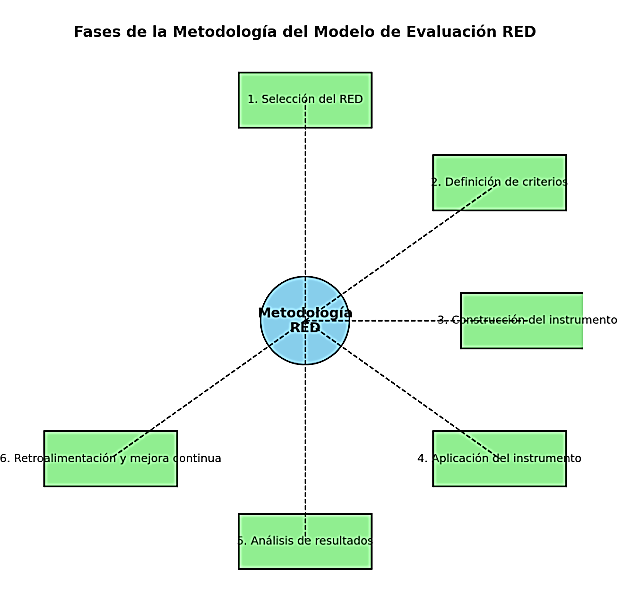 Fases de la Metodología del Modelo de Evaluación RED
1. Selección del RED
2. Definición de criterios
Metodología
RED
3. Construcción del instrumento
6. Retroalimentación y mejora continua
4. Aplicación del instrumento
5. Análisis de resultados